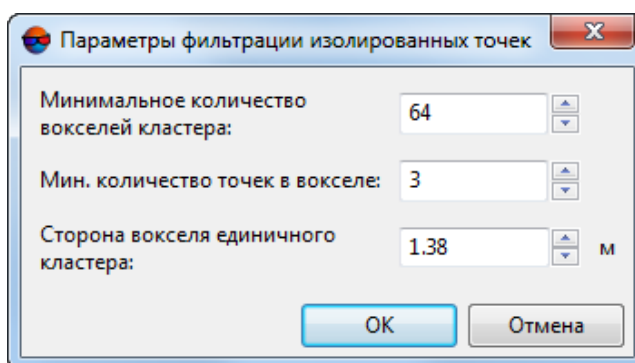 Параметры фильтрации изолированных точек
Минимальное количество
вокселей кластера:
64
Мин. количество точек в вокселе:
3
Сторона вокселя единичного
кластера:
1.38
м
ОК
Отмена